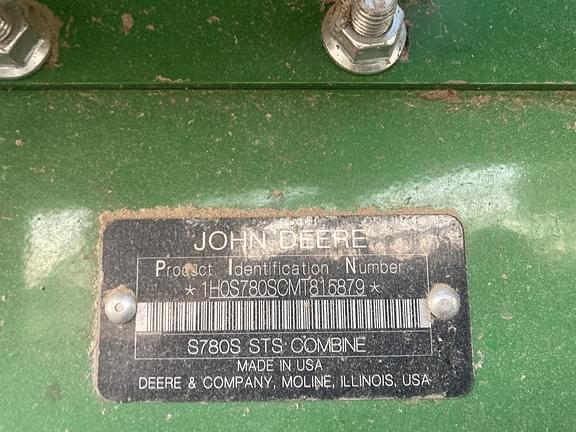 JOHN DEERE
Product Identification Number
*1H0S780SCMT815879*
S780S STS COMBINE
MADE IN USA
DEERE & COMPANY, MOLINE, ILLINOIS, USA